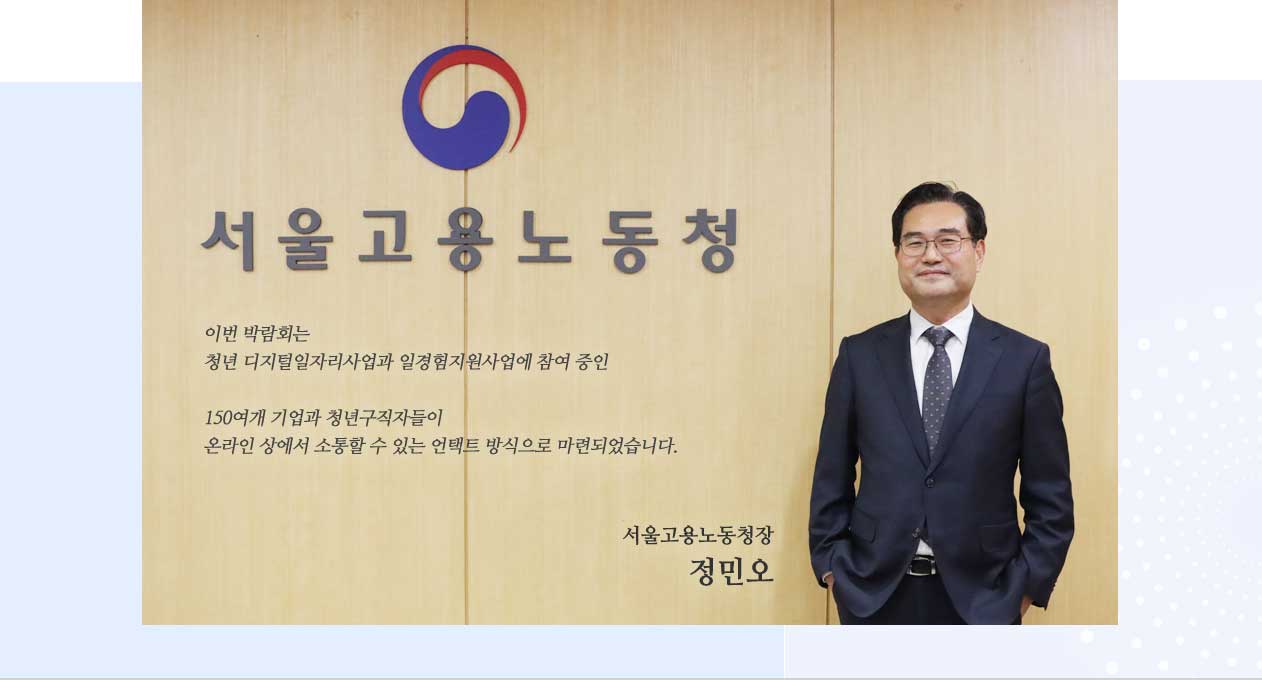 서울고용노동청
이번 박람회는
청년 디지털일자리사업과 일경험지원사업에 참여 중인
150여개 기업과 청년구직자들이
온라인 상에서 소통할 수 있는 언택트 방식으로 마련되었습니다.
서울고용노동청장
정민오